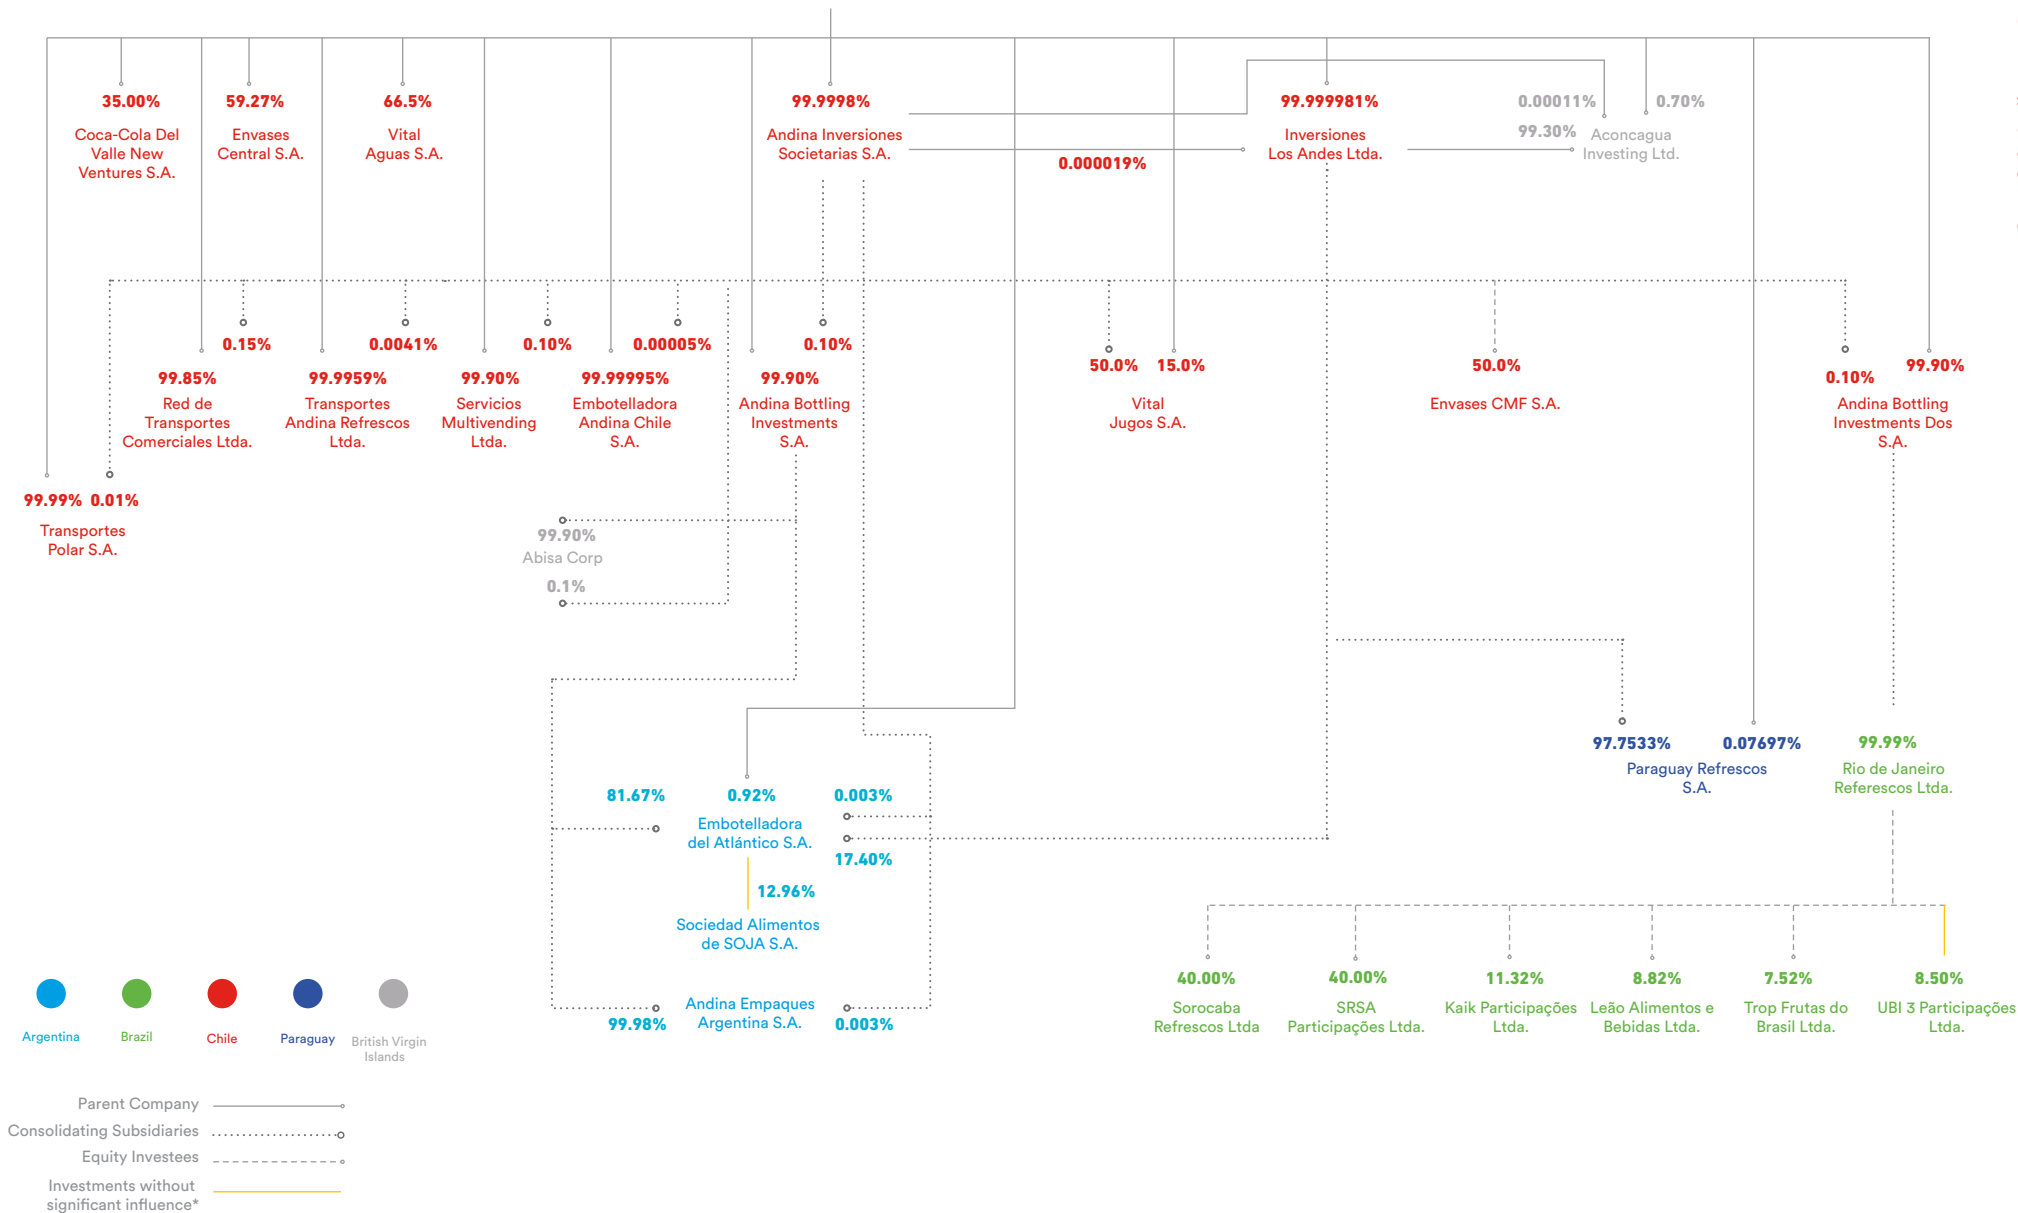 35.00%
Coca-Cola Del
Valle New
Ventures S.A.
59.27%
Envases
Central S.A.
66.5%
Vital
Aguas S.A.
99.9998%
Andina Inversiones
Societarias S.A.
0.000019%
99.999981%
Inversiones
Los Andes Ltda.
0.00011%
0.70%
99.30%
Aconcagua
Investing Ltd.
0.15%
99.85%
Red de
Transportes
Comerciales Ltda.
0.0041%
99.9959%
Transportes
Andina Refrescos
Ltda.
0.10%
99.90%
Servicios
Multivending
Ltda.
0.00005%
99.99995%
Embotelladora
Andina Chile
S.A.
0.10%
99.90%
Andina Bottling
Investments
S.A.
50.0% 15.0%
Vital
Jugos S.A.
50.0%
Envases CMF S.A.
99.90%
0.10%
Andina Bottling
Investments Dos
S.A.
99.99% 0.01%
Transportes
Polar S.A.
99.90%
Abisa Corp
0.1%
97.7533% 0.07697%
Paraguay Refrescos
S.A.
99.99%
Rio de Janeiro
Referescos Ltda.
81.67% 0.92% 0.003%
Embotelladora
del Atlántico S.A.
17.40%
12.96%
Sociedad Alimentos
de SOJA S.A.
Andina Empaques
Argentina S.A.
99.98% 0.003%
40.00%
Sorocaba
Refrescos Ltda
40.00%
SRSA
Participações Ltda.
11.32%
Kaik Participações
Ltda.
8.82%
Leão Alimentos e
Bebidas Ltda.
7.52%
Trop Frutas do
Brasil Ltda.
8.50%
UBI 3 Participações
Ltda.
Argentina
Brazil
Chile
Paraguay
British Virgin
Islands
Parent Company
Consolidating Subsidiaries
Equity Investees
Investments without
significant influence*